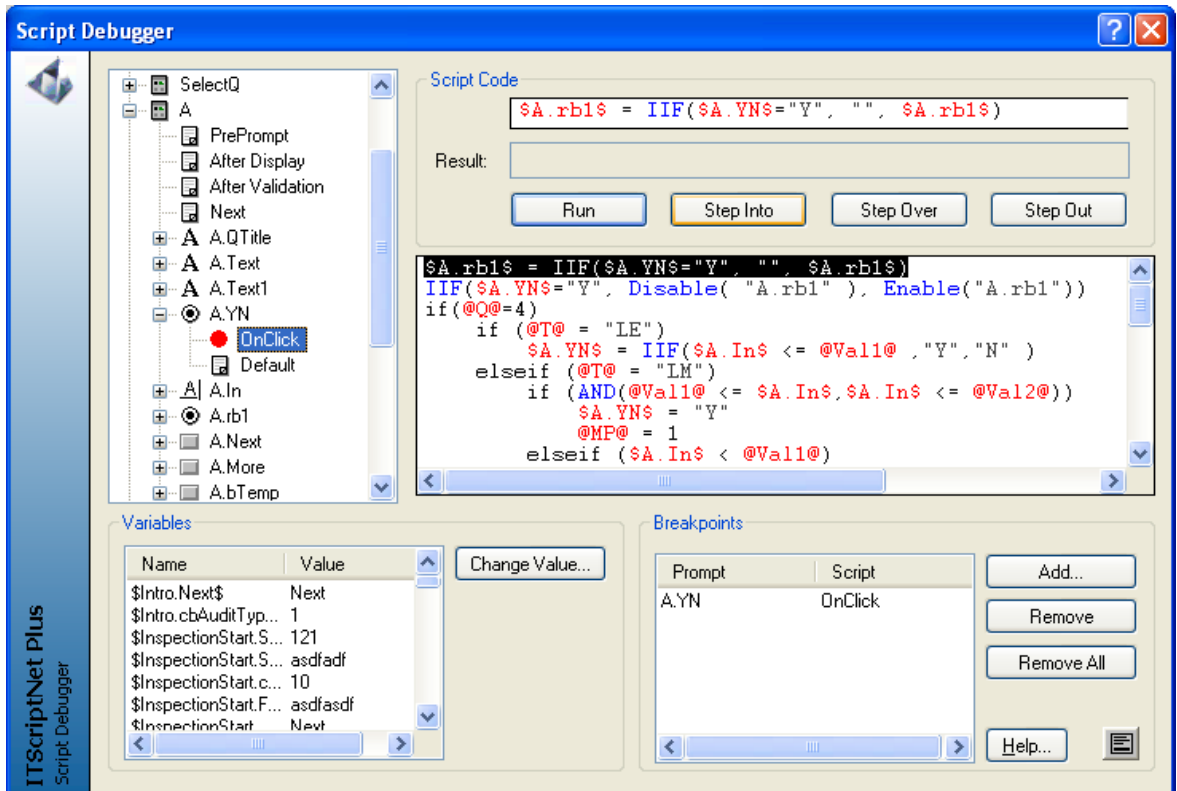 Script Debugger
SelectQ
A
PrePrompt
After Display
After Validation
Next
A.QTitle
A.Text
A.Text1
A.YN
OnClick
Default
A.In
A.rb1
A.Next
A.More
A.bTemp
Script Code
$A.rb1$ = IIF($A.YN$="Y", "", $A.rb1$)
Result:
Run Step Into Step Over Step Out
$A.rb1$ = IIF($A.YN$="Y", "", $A.rb1$)
IIF($A.YN$="Y", Disable( "A.rb1" ), Enable("A.rb1"))
if(@Q@=4)
if (@T@ = "LE")
$A.YN$ = IIF($A.In$ <= @Val1@ ,"Y","N" )
elseif (@T@ = "LM")
if (AND(@Val1@ <= $A.In$,$A.In$ <= @Val2@))
$A.YN$ = "Y"
@MP@ = 1
elseif ($A.In$ < @Val1@)
Variables
Name Value
$Intro.Next$ Next
$Intro.cbAuditTyp... 1
$InspectionStart.S... 121
$InspectionStart.S... asdfadf
$InspectionStart.c... 10
$InspectionStart.F... asdfasdf
$InspectionStart Next
Change Value...
Breakpoints
Prompt Script
A.YN OnClick
Add...
Remove
Remove All
Help...
ITScriptNet Plus
Script Debugger